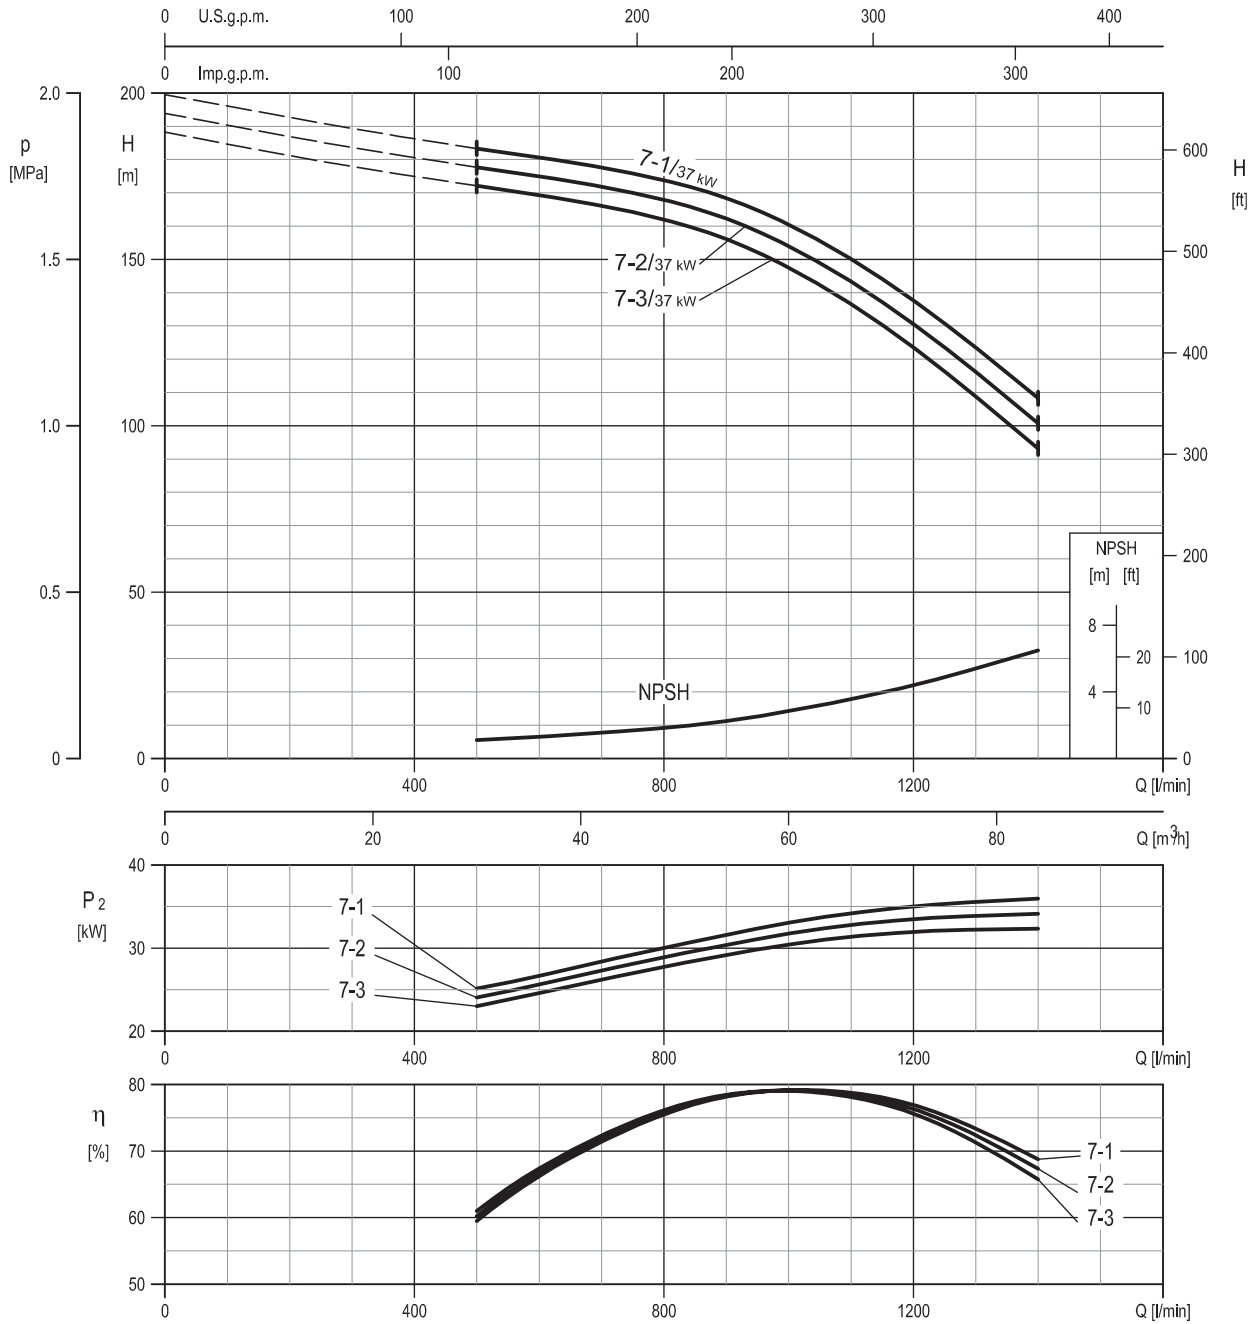 0 U.S.g.p.m. 100 200 300 400
0 Imp.g.p.m. 100 200 300
2.0 200
p H
[MPa] [m]
7-1/37 kW
600
H
[ft]
1.5 150
7-2/37 kW
500
7-3/37 kW
400
1.0 100
300
NPSH
[m] [ft]
200
0.5 50
8
20 100
NPSH
4
10
0 0 0
0 400 800 1200 Q [l/min]
0 20 40 60 80 Q [m³/h]
40
P2
[kW]
7-1
30
7-2
7-3
20
0 400 800 1200 Q [l/min]
80
η
[%]
70
7-1
7-2
60
7-3
50
0 400 800 1200 Q [l/min]